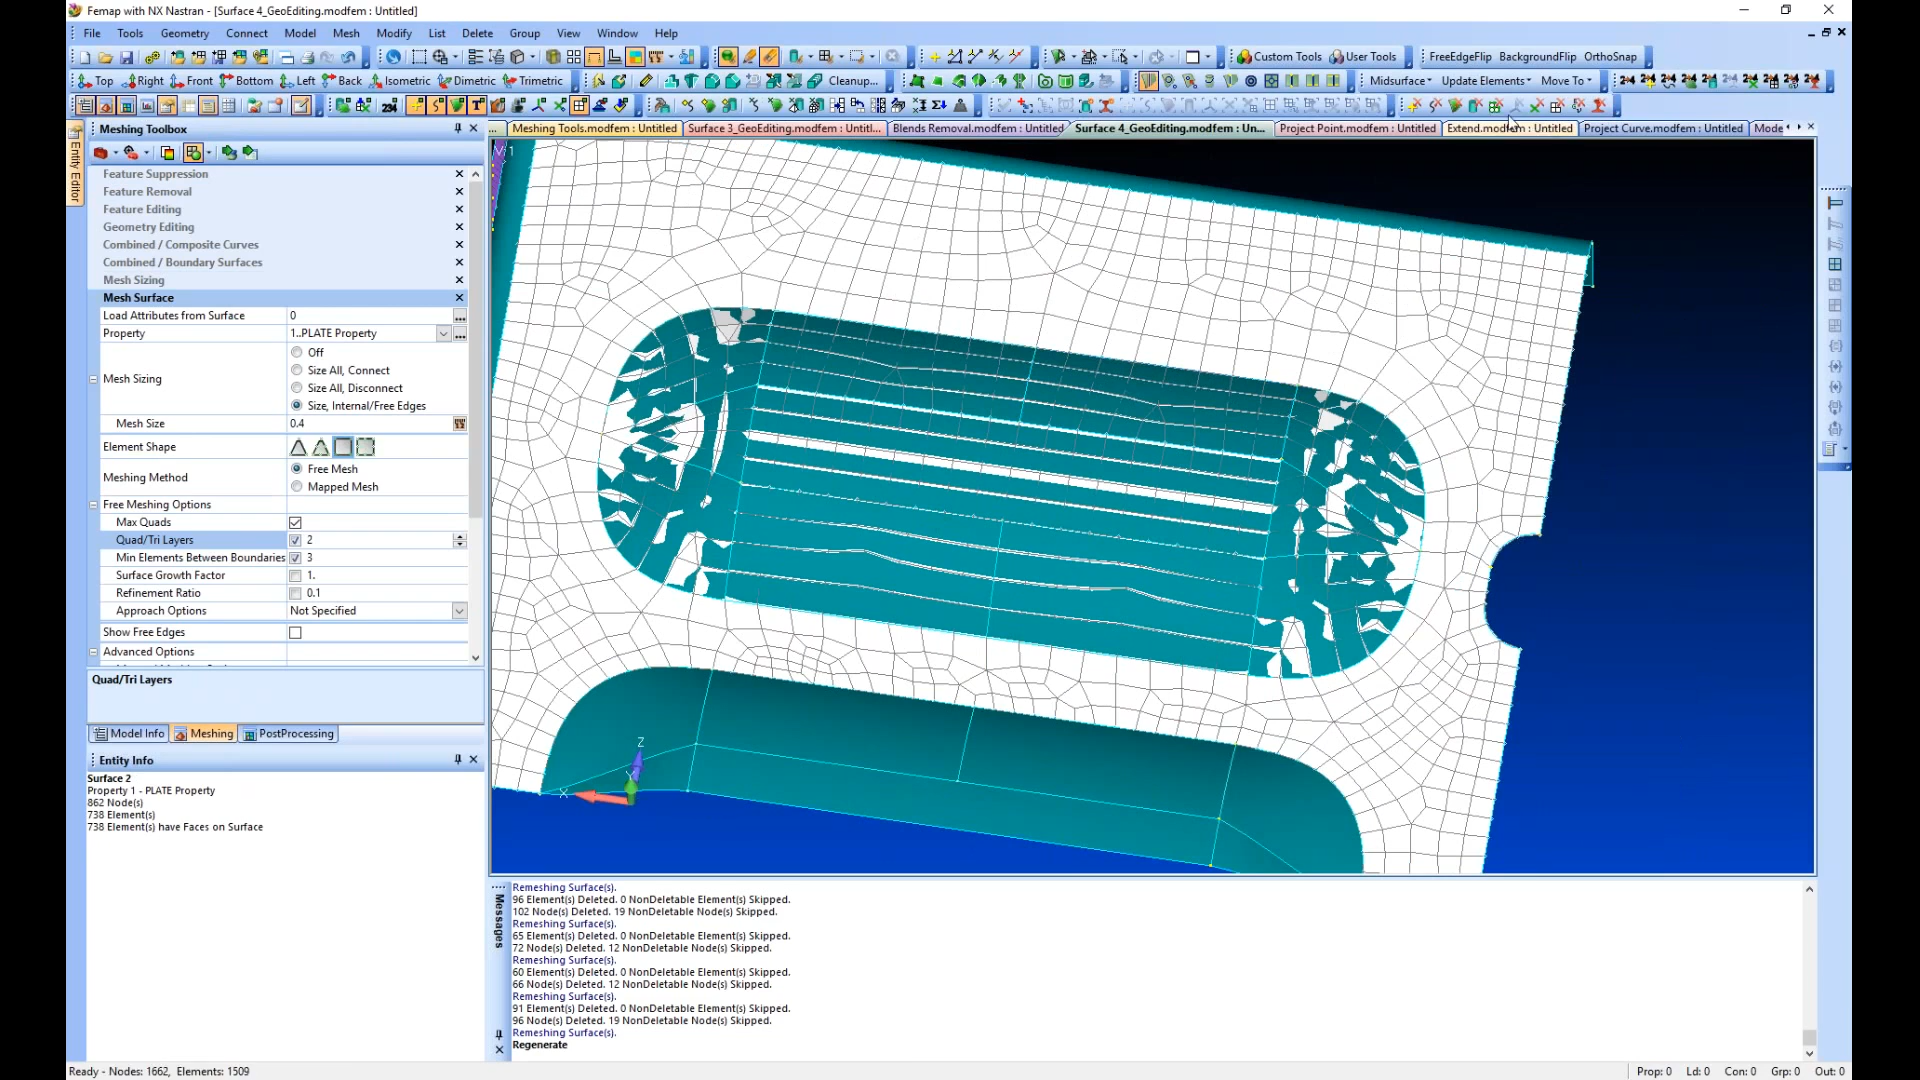 Femap with NX Nastran - [Surface 4_GeoEditing.modfem : Untitled]
File Tools Geometry Connect Model Mesh Modify List Delete Group View Window Help
Custom Tools User Tools FreeEdgeFlip BackgroundFlip OrthoSnap
Top Right Front Bottom Left Back Isometric Dimetric Trimetric Cleanup... Midsurface Update Elements Move To
234
Entity Editor
Meshing Toolbox
... Meshing Tools.modfem : Untitled Surface 3_GeoEditing.modfem : Untitl... Blends Removal.modfem : Untitled Surface 4_GeoEditing.modfem : Un... Project Point.modfem : Untitled Extend.modfem : Untitled Project Curve.modfem : Untitled Mode
V 1
Feature Suppression
Feature Removal
Feature Editing
Geometry Editing
Combined / Composite Curves
Combined / Boundary Surfaces
Mesh Sizing
Mesh Surface
Load Attributes from Surface 0
Property 1..PLATE Property
Mesh Sizing
Off
Size All, Connect
Size All, Disconnect
Size, Internal/Free Edges
Mesh Size 0.4
Element Shape
Meshing Method
Free Mesh
Mapped Mesh
Free Meshing Options
Max Quads
Quad/Tri Layers 2
Min Elements Between Boundaries 3
Surface Growth Factor 1.
Refinement Ratio 0.1
Approach Options Not Specified
Show Free Edges
Advanced Options
Quad/Tri Layers
Model Info Meshing PostProcessing
Entity Info
Surface 2
Property 1 - PLATE Property
862 Node(s)
738 Element(s)
738 Element(s) have Faces on Surface
Z
Y
X
Messages
Remeshing Surface(s).
96 Element(s) Deleted. 0 NonDeletable Element(s) Skipped.
102 Node(s) Deleted. 19 NonDeletable Node(s) Skipped.
Remeshing Surface(s).
65 Element(s) Deleted. 0 NonDeletable Element(s) Skipped.
72 Node(s) Deleted. 12 NonDeletable Node(s) Skipped.
Remeshing Surface(s).
60 Element(s) Deleted. 0 NonDeletable Element(s) Skipped.
66 Node(s) Deleted. 12 NonDeletable Node(s) Skipped.
Remeshing Surface(s).
91 Element(s) Deleted. 0 NonDeletable Element(s) Skipped.
96 Node(s) Deleted. 19 NonDeletable Node(s) Skipped.
Remeshing Surface(s).
Regenerate
Ready - Nodes: 1662, Elements: 1509
Prop: 0 Ld: 0 Con: 0 Grp: 0 Out: 0